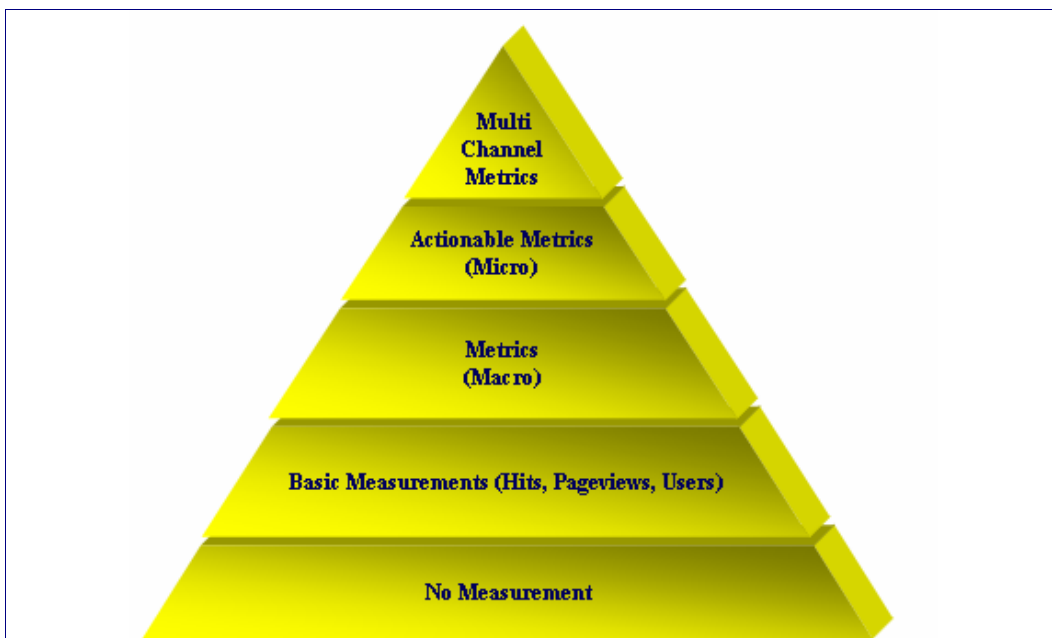 Multi
Channel
Metrics
Actionable Metrics
(Micro)
Metrics
(Macro)
Basic Measurements (Hits, Pageviews, Users)
No Measurement